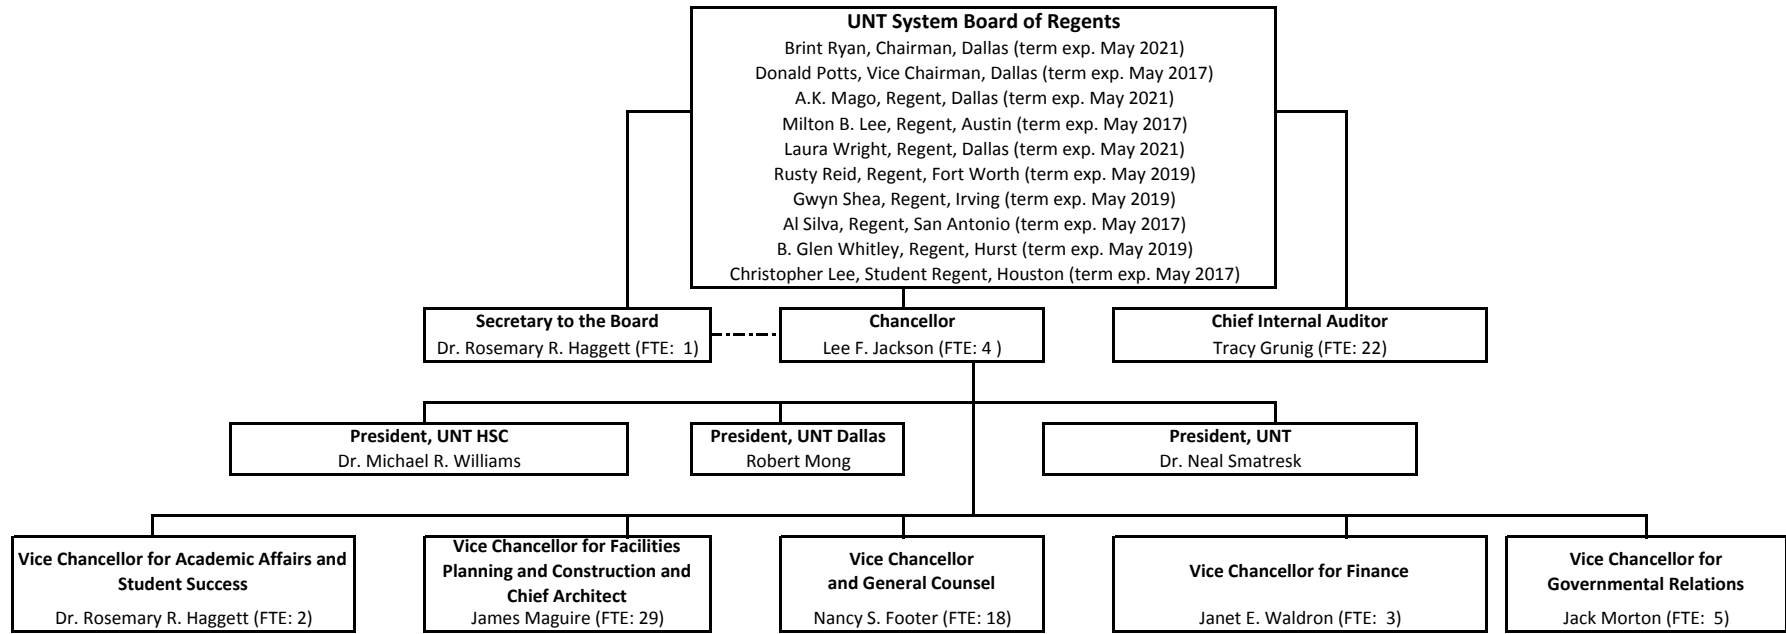 UNT System Board of Regents
Brint Ryan, Chairman, Dallas (term exp. May 2021)
Donald Potts, Vice Chairman, Dallas (term exp. May 2017)
A.K. Mago, Regent, Dallas (term exp. May 2021)
Milton B. Lee, Regent, Austin (term exp. May 2017)
Laura Wright, Regent, Dallas (term exp. May 2021)
Rusty Reid, Regent, Fort Worth (term exp. May 2019)
Gwyn Shea, Regent, Irving (term exp. May 2019)
Al Silva, Regent, San Antonio (term exp. May 2017)
B. Glen Whitley, Regent, Hurst (term exp. May 2019)
Christopher Lee, Student Regent, Houston (term exp. May 2017)
Secretary to the Board
Dr. Rosemary R. Haggett (FTE: 1)
Chancellor
Lee F. Jackson (FTE: 4 )
Chief Internal Auditor
Tracy Grunig (FTE: 22)
President, UNT HSC
Dr. Michael R. Williams
President, UNT Dallas
Robert Mong
President, UNT
Dr. Neal Smatresk
Vice Chancellor for Academic Affairs and
Student Success
Dr. Rosemary R. Haggett (FTE: 2)
Vice Chancellor for Facilities
Planning and Construction and
Chief Architect
James Maguire (FTE: 29)
Vice Chancellor
and General Counsel
Nancy S. Footer (FTE: 18)
Vice Chancellor for Finance
Janet E. Waldron (FTE: 3)
Vice Chancellor for
Governmental Relations
Jack Morton (FTE: 5)